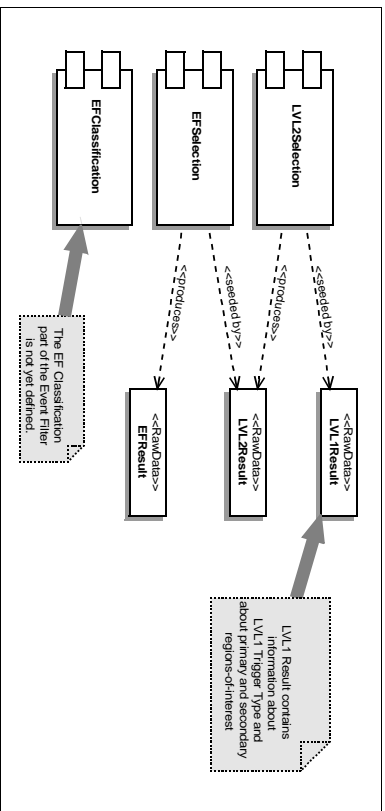 LVL2Selection
EFSelection
EFClassification
<<seeded by>>
<<produces>>
<<seeded by>>
<<produces>>
<<RawData>>
LVL1Result
<<RawData>>
LVL2Result
<<RawData>>
EFResult
LVL1 Result contains
information about
LVL1 Trigger Type and
about primary and secondary
regions-of-interest
The EF Classification
part of the Event Filter
is not yet defined.